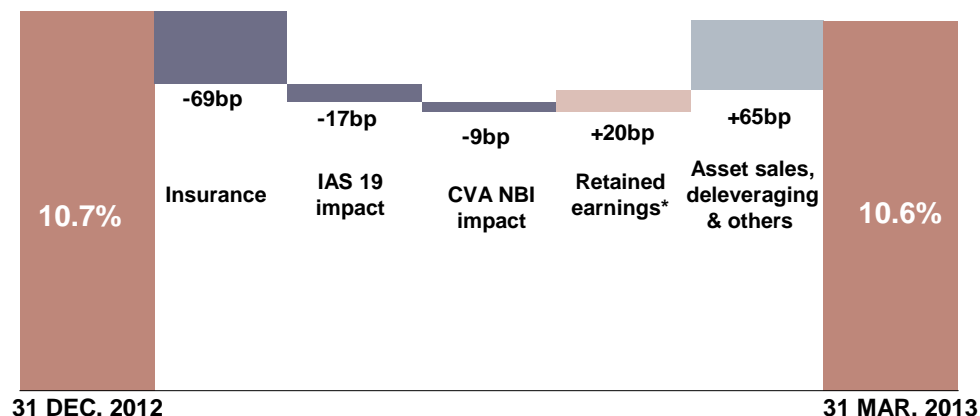 -69bp
-17bp
-9bp
+20bp
+65bp
Insurance
IAS 19
impact
CVA NBI
impact
Retained
earnings*
Asset sales,
deleveraging
& others
10.7%
10.6%
31 DEC. 2012
31 MAR. 2013